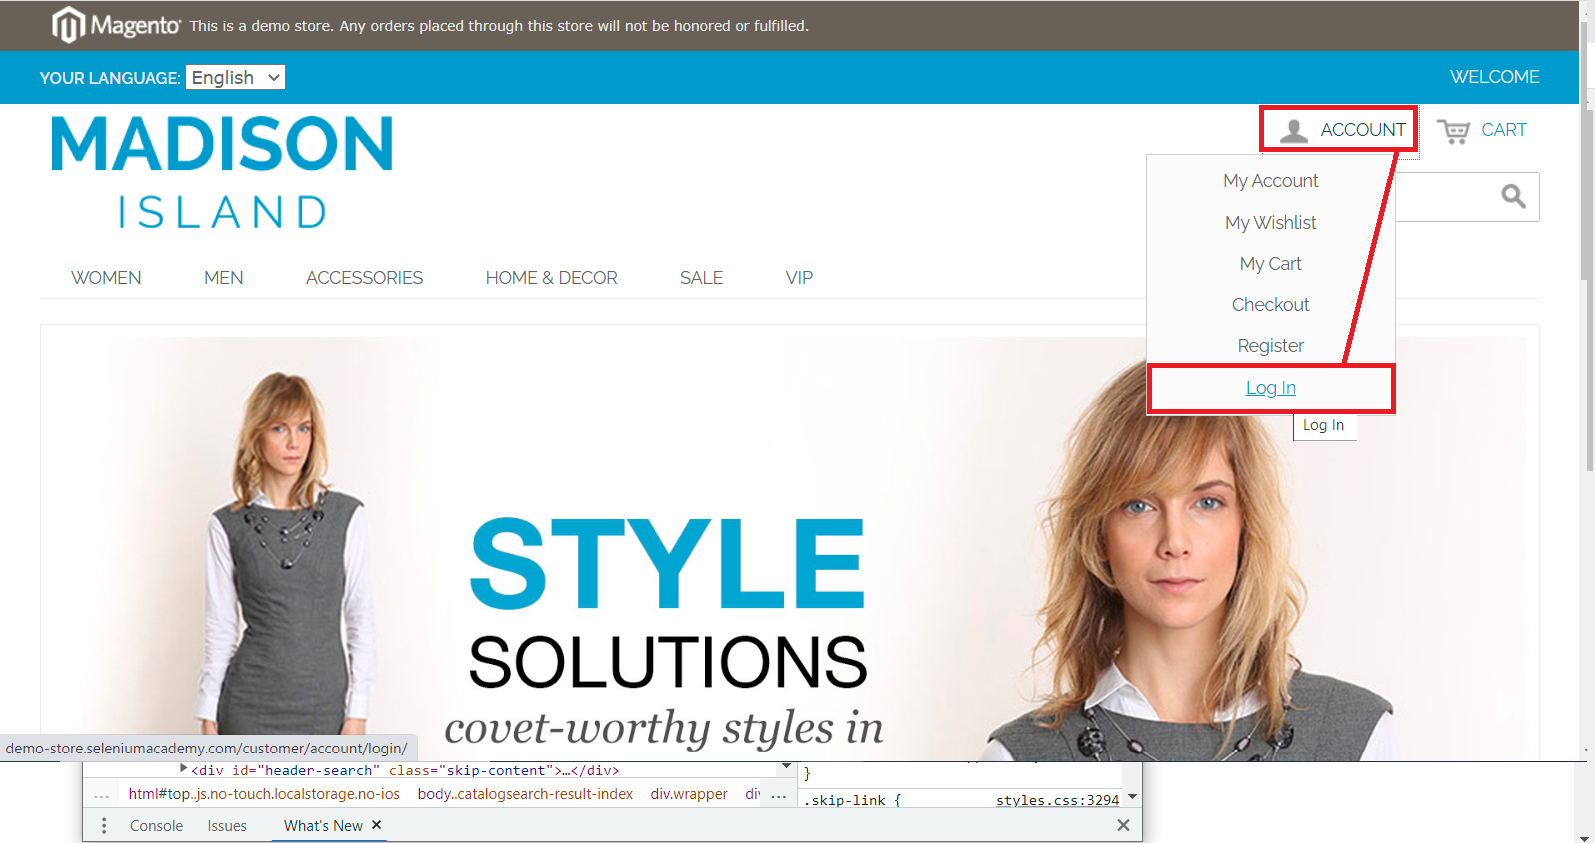 Magento® This is a demo store. Any orders placed through this store will not be honored or fulfilled.
YOUR LANGUAGE: English
WELCOME
MADISON
ISLAND
ACCOUNT
CART
My Account
My Wishlist
My Cart
Checkout
Register
Log In
Log In
WOMEN MEN ACCESSORIES HOME & DECOR SALE VIP
STYLE
SOLUTIONS
covet-worthy styles in
demo-store.seleniumacademy.com/customer/account/login/
<div id="header-search" class="skip-content">…</div>
}
... html#top..js.no-touch.localstorage.no-ios body..catalogsearch-result-index div.wrapper di ...
.skip-link { styles.css:3294
Console Issues What's New ×